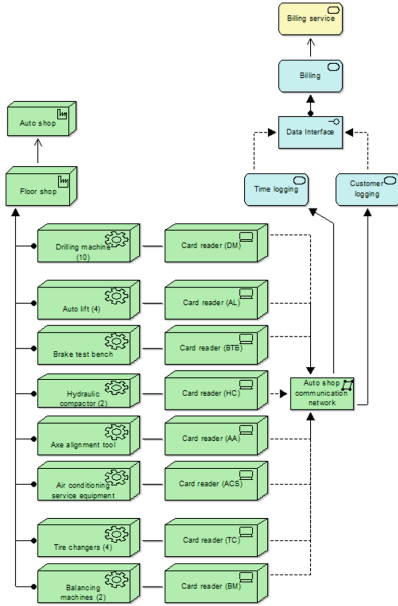 Billing service
Billing
Data Interface
Auto shop
Floor shop
Time logging
Customer
logging
Drilling machine
(10)
Card reader (DM)
Auto lift (4)
Card reader (AL)
Brake test bench
Card reader (BTB)
Hydraulic
compactor (2)
Card reader (HC)
Auto shop
communication
network
Axe alignment tool
Card reader (AA)
Air conditioning
service equipment
Card reader (ACS)
Tire changers (4)
Card reader (TC)
Balancing
machines (2)
Card reader (BM)